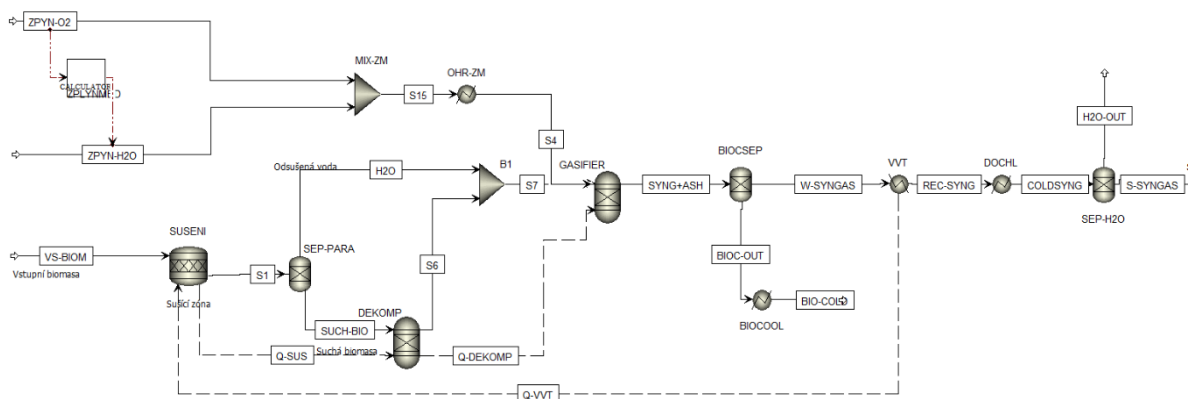 ZPYN-O2
MIX-ZM
OHR-ZM
CALCULATOR
S15
H2O-OUT
ZPYN-H2O
S4
Odsušená voda
H2O
B1
GASIFIER
BIOCSEP
VVT
DOCHL
S7
SYNG+ASH
W-SYNGAS
REC-SYNG
COLDSYNG
S-SYNGAS
SEP-H2O
SUSENI
SEP-PARA
VS-BIOM
Vstupní biomasa
S1
S6
BIOC-OUT
Sušící zóna
DEKOMP
SUCH-BIO
BIO-COLD
BIOCOOL
Q-SUS
Suchá biomasa
Q-DEKOMP
Q-VVT